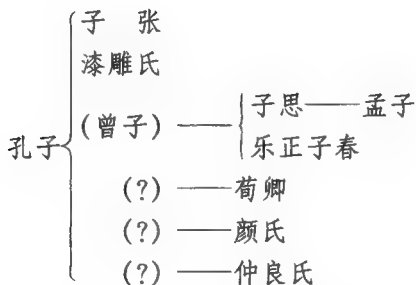 子 张
漆雕氏
(曾子)——子思——孟子
乐正子春
孔子
(?)——荀卿
(?)——颜氏
(?)——仲良氏